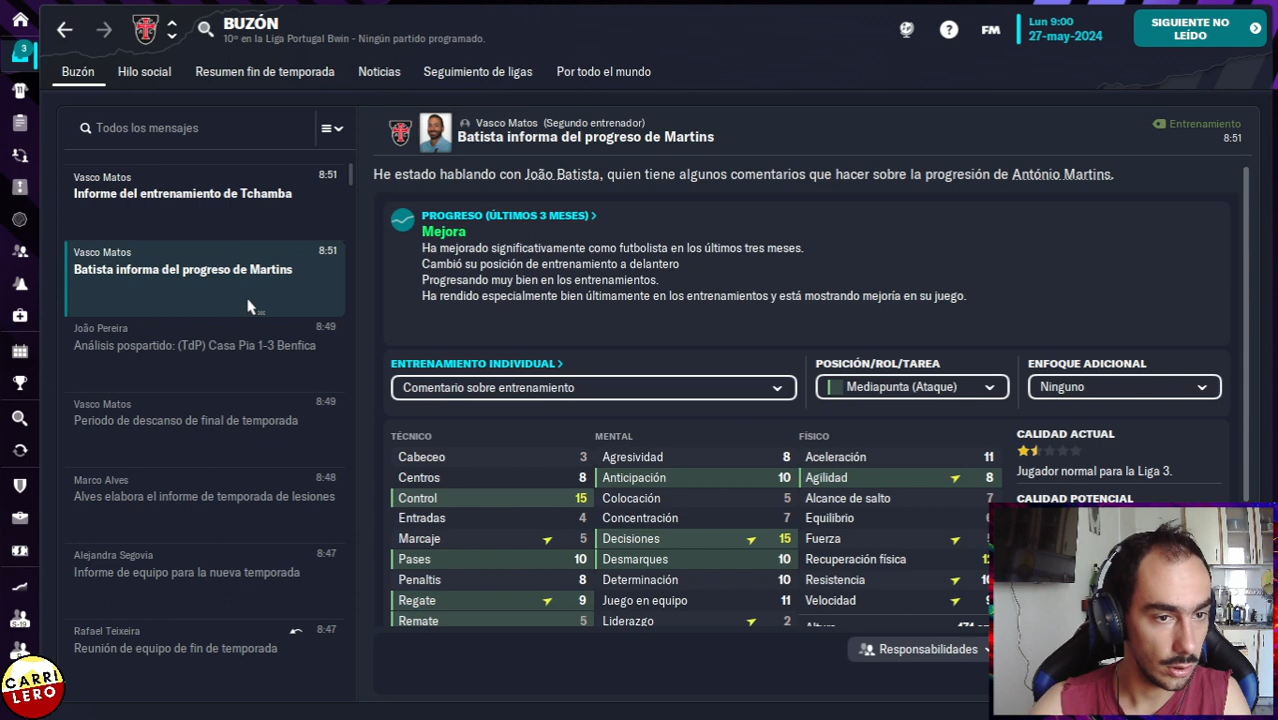 BUZÓN
10º en la Liga Portugal Bwin - Ningún partido programado.
FM
Lun 9:00
27-may-2024
SIGUIENTE NO LEÍDO
3
Buzón
Hilo social
Resumen fin de temporada
Noticias
Seguimiento de ligas
Por todo el mundo
Todos los mensajes
Vasco Matos
8:51
Informe del entrenamiento de Tchamba
Vasco Matos
8:51
Batista informa del progreso de Martins
João Pereira
8:49
Análisis pospartido: (TdP) Casa Pia 1-3 Benfica
Vasco Matos
8:49
Periodo de descanso de final de temporada
Marco Alves
8:48
Alves elabora el informe de temporada de lesiones
Alejandra Segovia
8:47
Informe de equipo para la nueva temporada
Rafael Teixeira
8:47
Reunión de equipo de fin de temporada
Vasco Matos (Segundo entrenador)
Batista informa del progreso de Martins
Entrenamiento
8:51
He estado hablando con João Batista, quien tiene algunos comentarios que hacer sobre la progresión de António Martins.
PROGRESO (ÚLTIMOS 3 MESES)
Mejora
Ha mejorado significativamente como futbolista en los últimos tres meses.
Cambió su posición de entrenamiento a delantero
Progresando muy bien en los entrenamientos.
Ha rendido especialmente bien últimamente en los entrenamientos y está mostrando mejoría en su juego.
ENTRENAMIENTO INDIVIDUAL
POSICIÓN/ROL/TAREA
ENFOQUE ADICIONAL
Comentario sobre entrenamiento
Mediapunta (Ataque)
Ninguno
TÉCNICO
MENTAL
FÍSICO
CALIDAD ACTUAL
Cabeceo 3
Agresividad 8
Aceleración 11
Centros 8
Anticipación 10
Agilidad 8
Jugador normal para la Liga 3.
Control 15
Colocación 5
Alcance de salto 7
CALIDAD POTENCIAL
Entradas 4
Concentración 7
Equilibrio
Marcaje 5
Decisiones 15
Fuerza
Pases 10
Desmarques 10
Recuperación física
Penaltis 8
Determinación 10
Resistencia
Regate 9
Juego en equipo 11
Velocidad
Remate 5
Liderazgo 2
Responsabilidades
S-19
CARRI
LERO